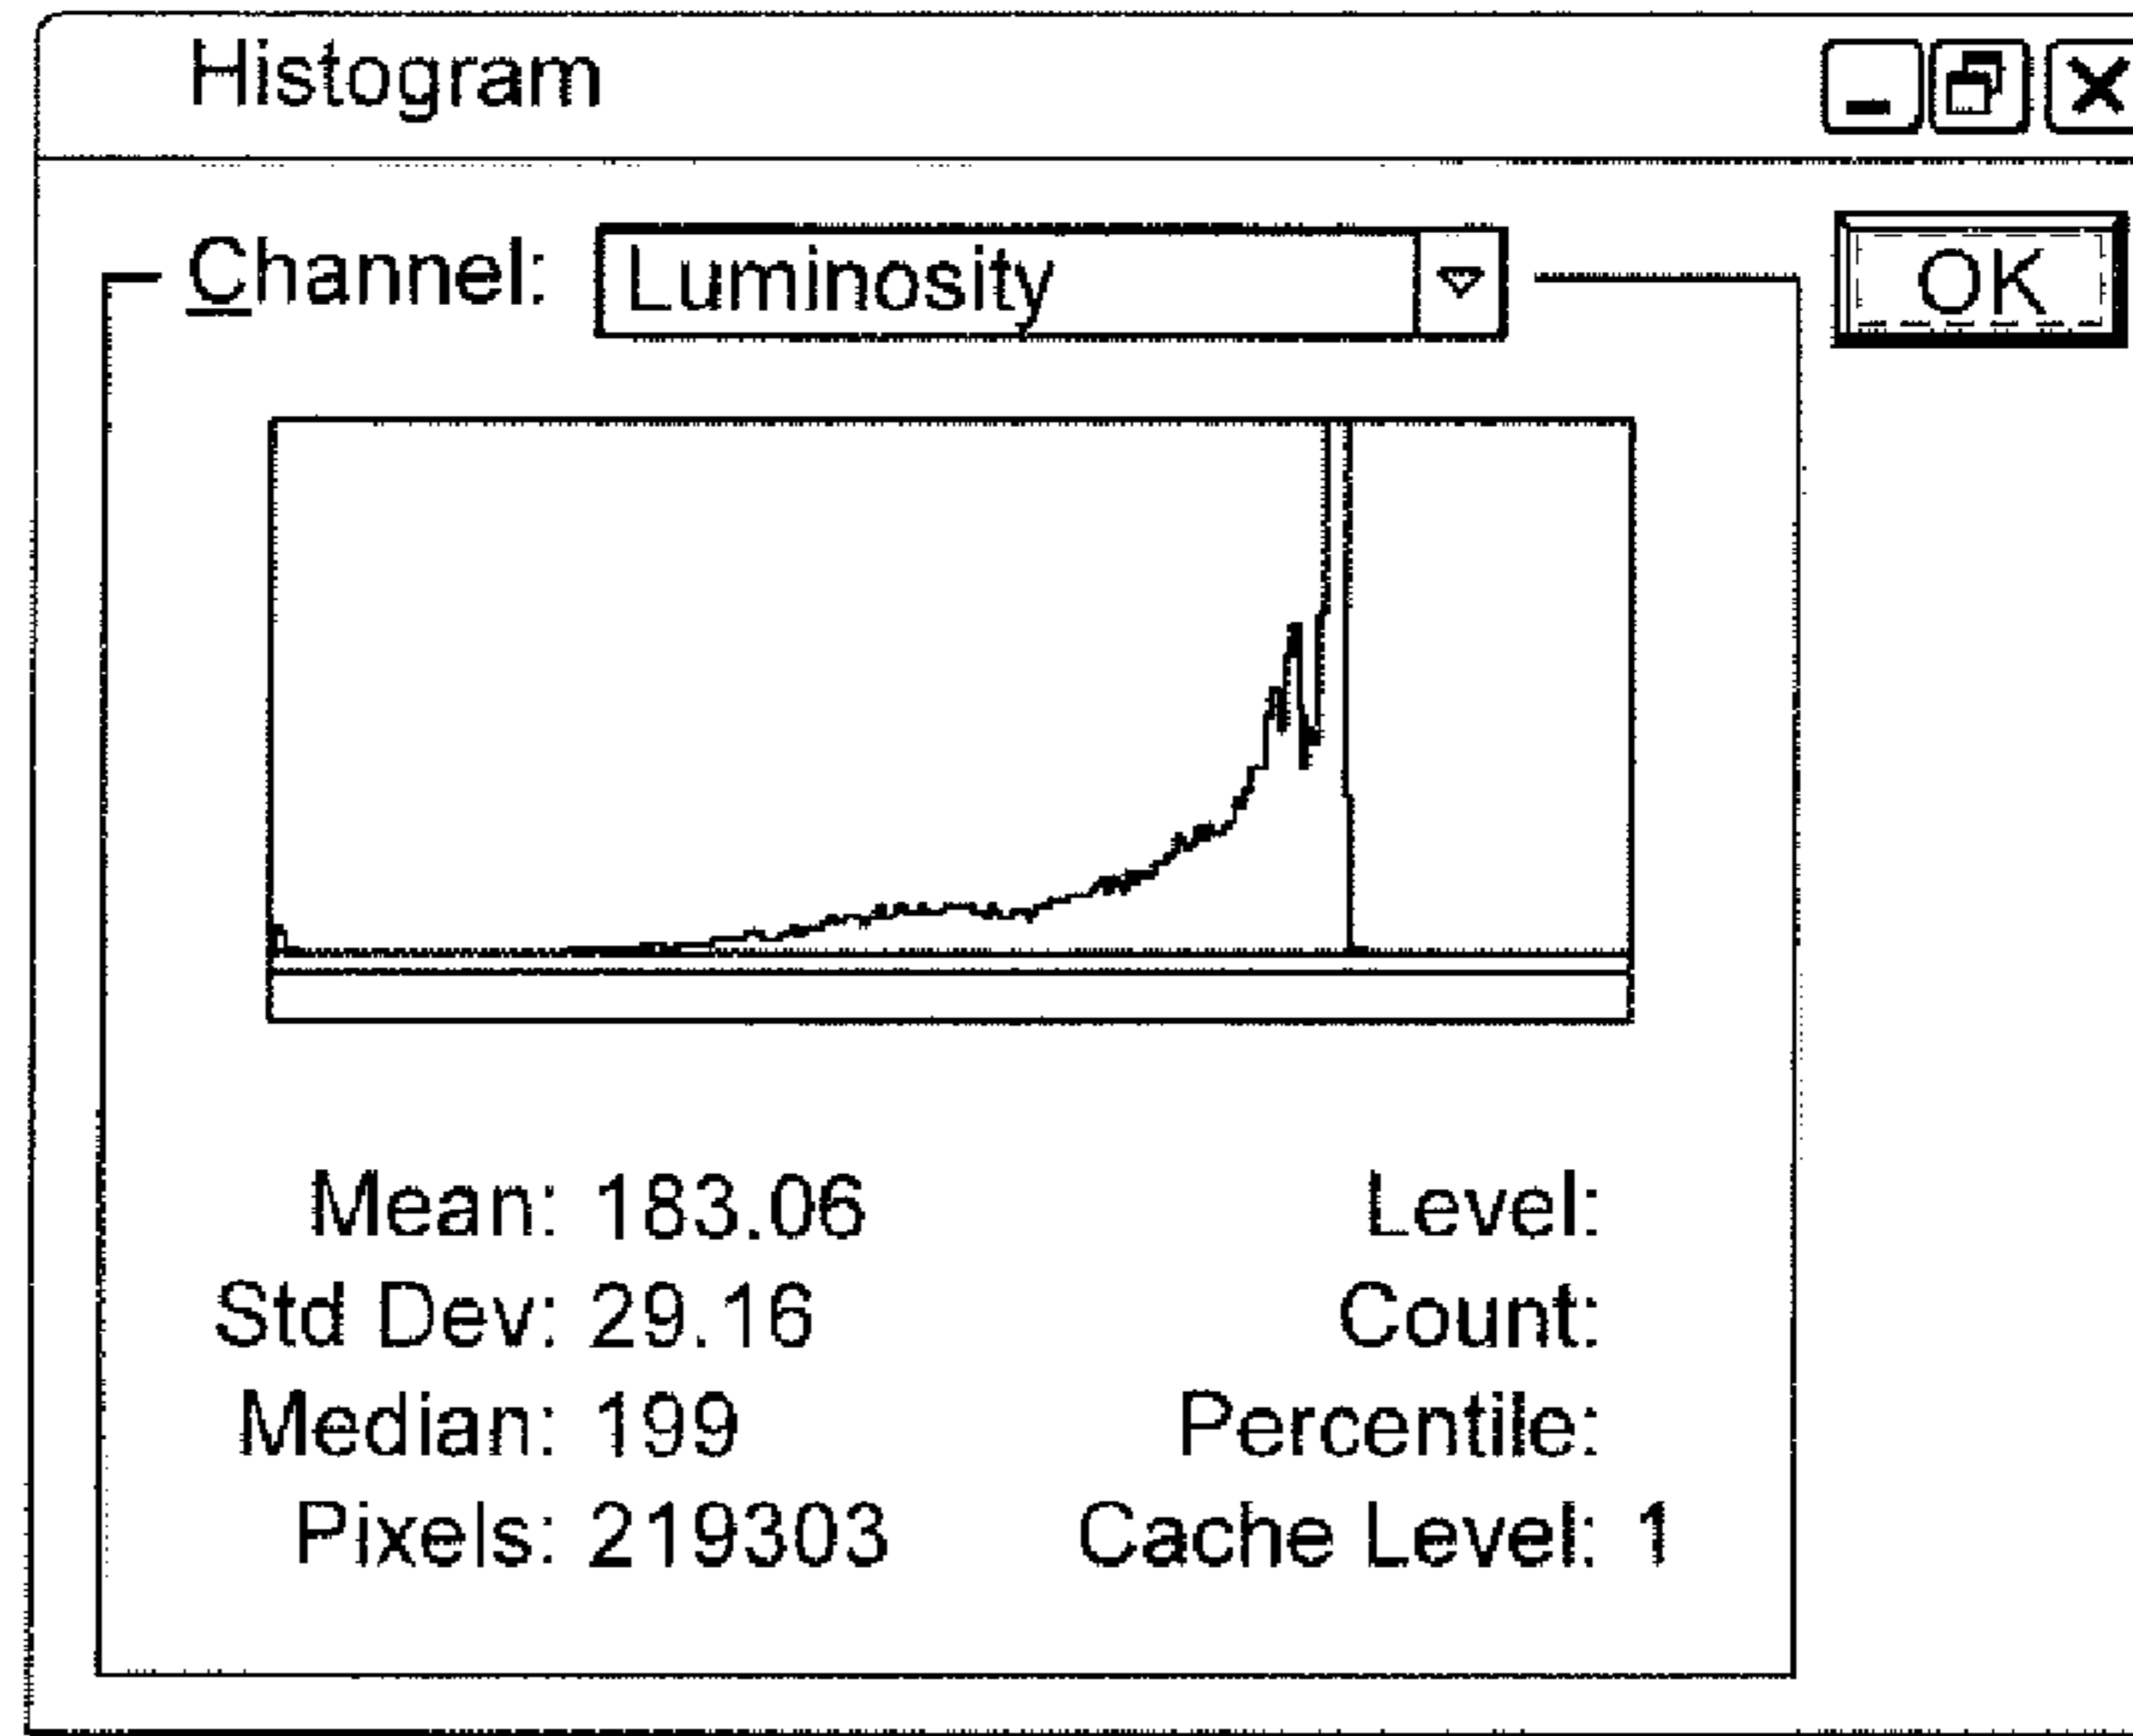 Histogram
Channel: Luminosity
OK
Mean: 183.06 Level:
Std Dev: 29.16 Count:
Median: 199 Percentile:
Pixels: 219303 Cache Level: 1